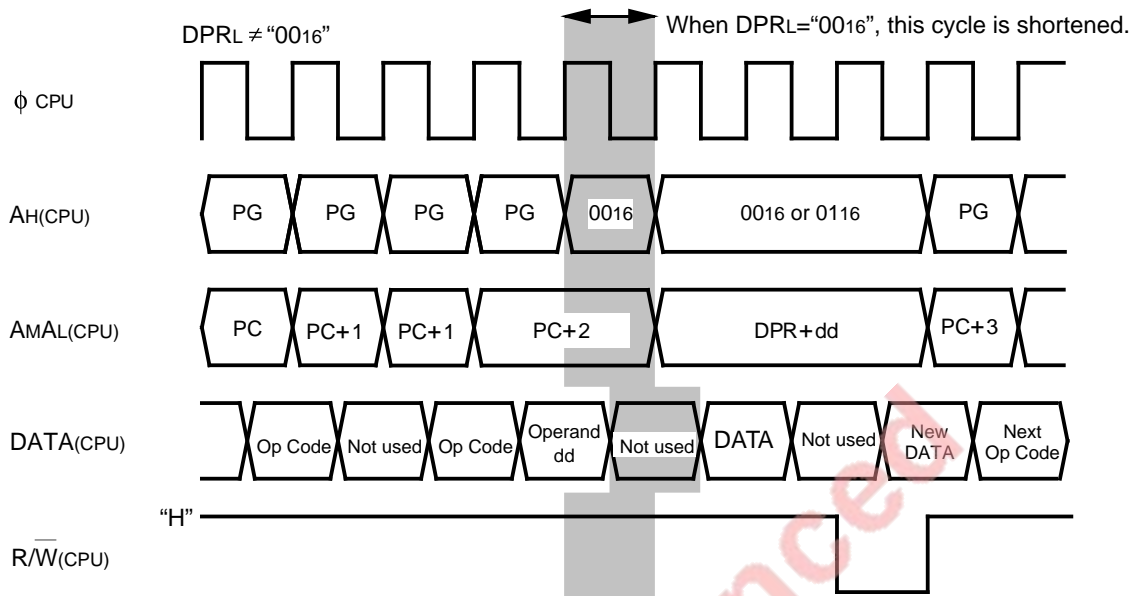 DPRL ≠ “0016”
When DPRL=“0016”, this cycle is shortened.
ϕ CPU
AH(CPU)
PG PG PG PG 0016 0016 or 0116 PG
AMAL(CPU)
PC PC+1 PC+1 PC+2 DPR+dd PC+3
DATA(CPU)
Op Code Not used Op Code Operand dd Not used DATA Not used New DATA Next Op Code
“H”
R/W̅(CPU)